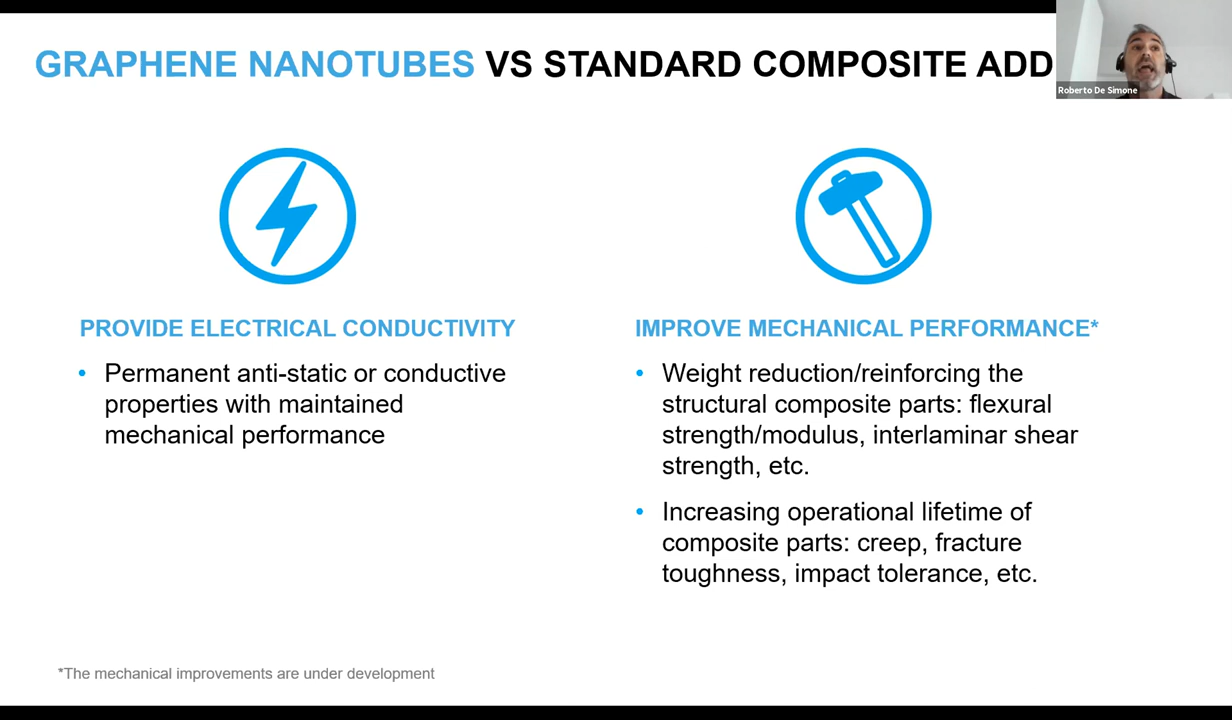 GRAPHENE NANOTUBES VS STANDARD COMPOSITE ADD
Roberto De Simone
PROVIDE ELECTRICAL CONDUCTIVITY
• Permanent anti-static or conductive
properties with maintained
mechanical performance
IMPROVE MECHANICAL PERFORMANCE*
• Weight reduction/reinforcing the
structural composite parts: flexural
strength/modulus, interlaminar shear
strength, etc.
• Increasing operational lifetime of
composite parts: creep, fracture
toughness, impact tolerance, etc.
*The mechanical improvements are under development